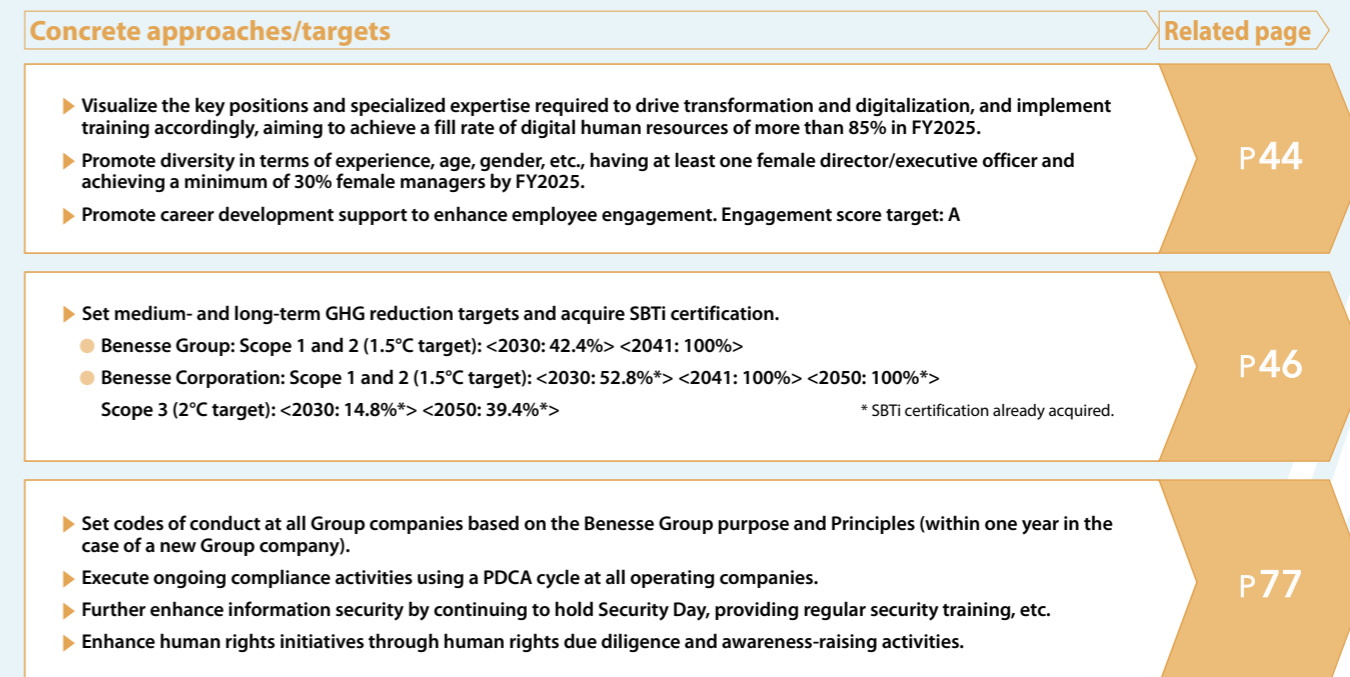 Concrete approaches/targets
Related page
Visualize the key positions and specialized expertise required to drive transformation and digitalization, and implement
training accordingly, aiming to achieve a fill rate of digital human resources of more than 85% in FY2025.
Promote diversity in terms of experience, age, gender, etc., having at least one female director/executive officer and
achieving a minimum of 30% female managers by FY2025.
Promote career development support to enhance employee engagement. Engagement score target: A
P44
Set medium- and long-term GHG reduction targets and acquire SBTi certification.
Benesse Group: Scope 1 and 2 (1.5°C target): <2030: 42.4%> <2041: 100%>
Benesse Corporation: Scope 1 and 2 (1.5°C target): <2030: 52.8%*> <2041: 100%> <2050: 100%*>
Scope 3 (2°C target): <2030: 14.8%*> <2050: 39.4%*>
* SBTi certification already acquired.
P46
Set codes of conduct at all Group companies based on the Benesse Group purpose and Principles (within one year in the
case of a new Group company).
Execute ongoing compliance activities using a PDCA cycle at all operating companies.
Further enhance information security by continuing to hold Security Day, providing regular security training, etc.
Enhance human rights initiatives through human rights due diligence and awareness-raising activities.
P77